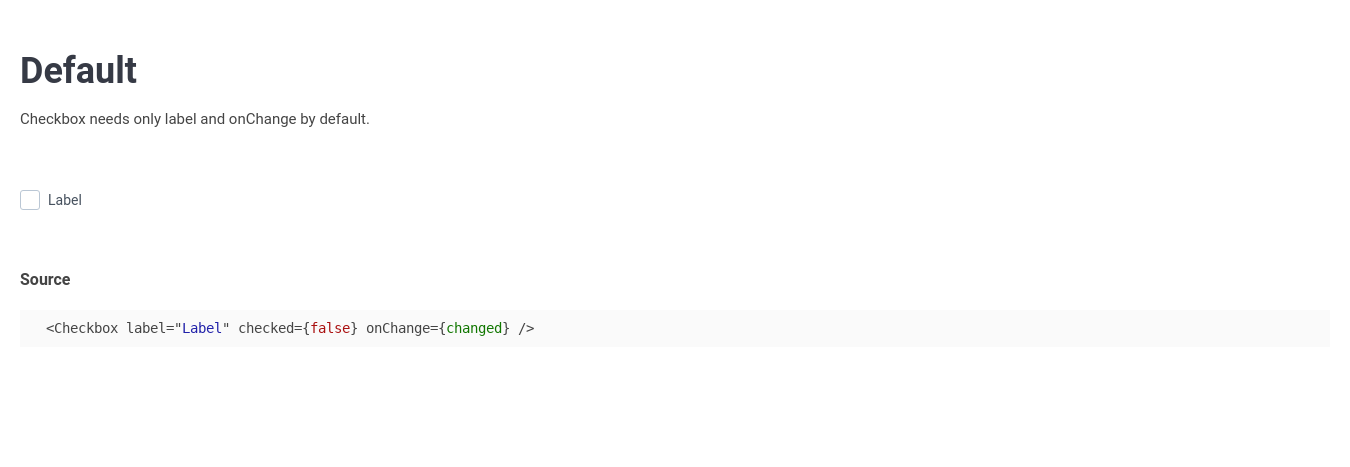 Default
Checkbox needs only label and onChange by default.
Label
Source
<Checkbox label="Label" checked={false} onChange={changed} />